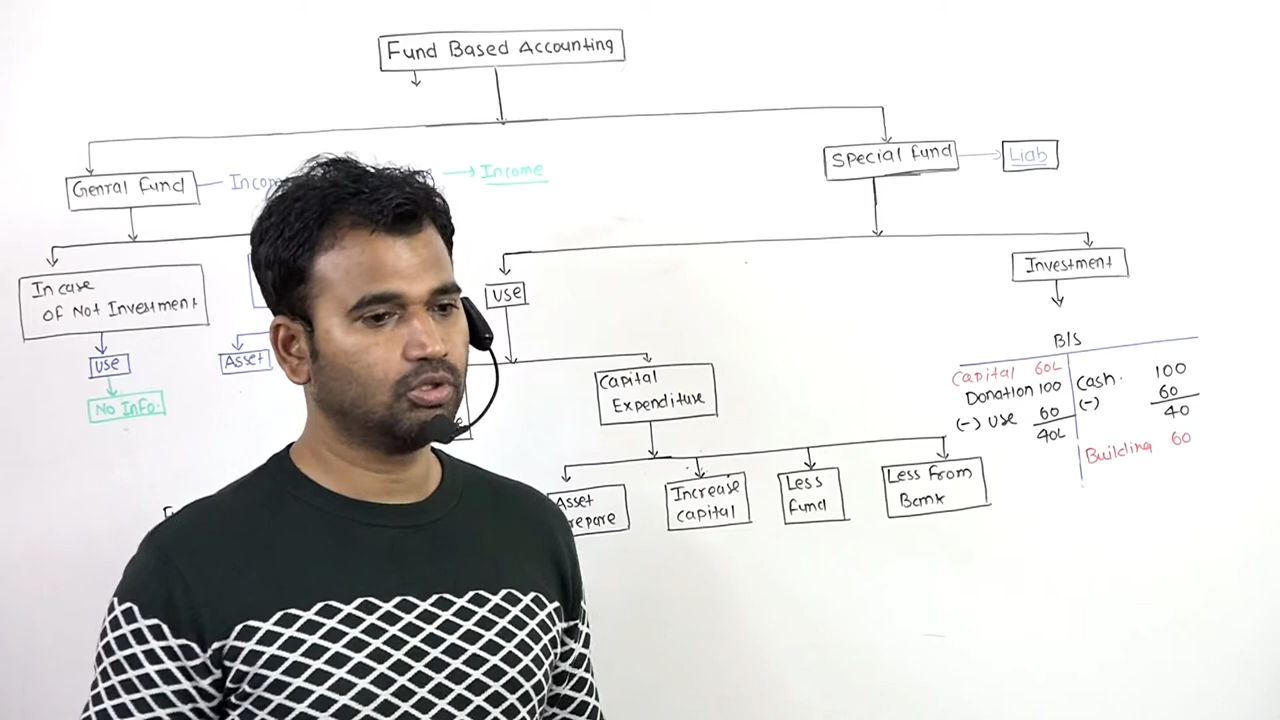 Fund Based Accounting
Genral fund
Income
Special fund
Liab
In case
of Not Investment
use
Investment
use
Asset
No Info.
Capital
Expenditure
B/S
Capital 60L
Donation 100
(-) use 60
40L
Cash. 100
(-) 60
40
Building 60
Asset
Increase
capital
Less
fund
Less From
Bank